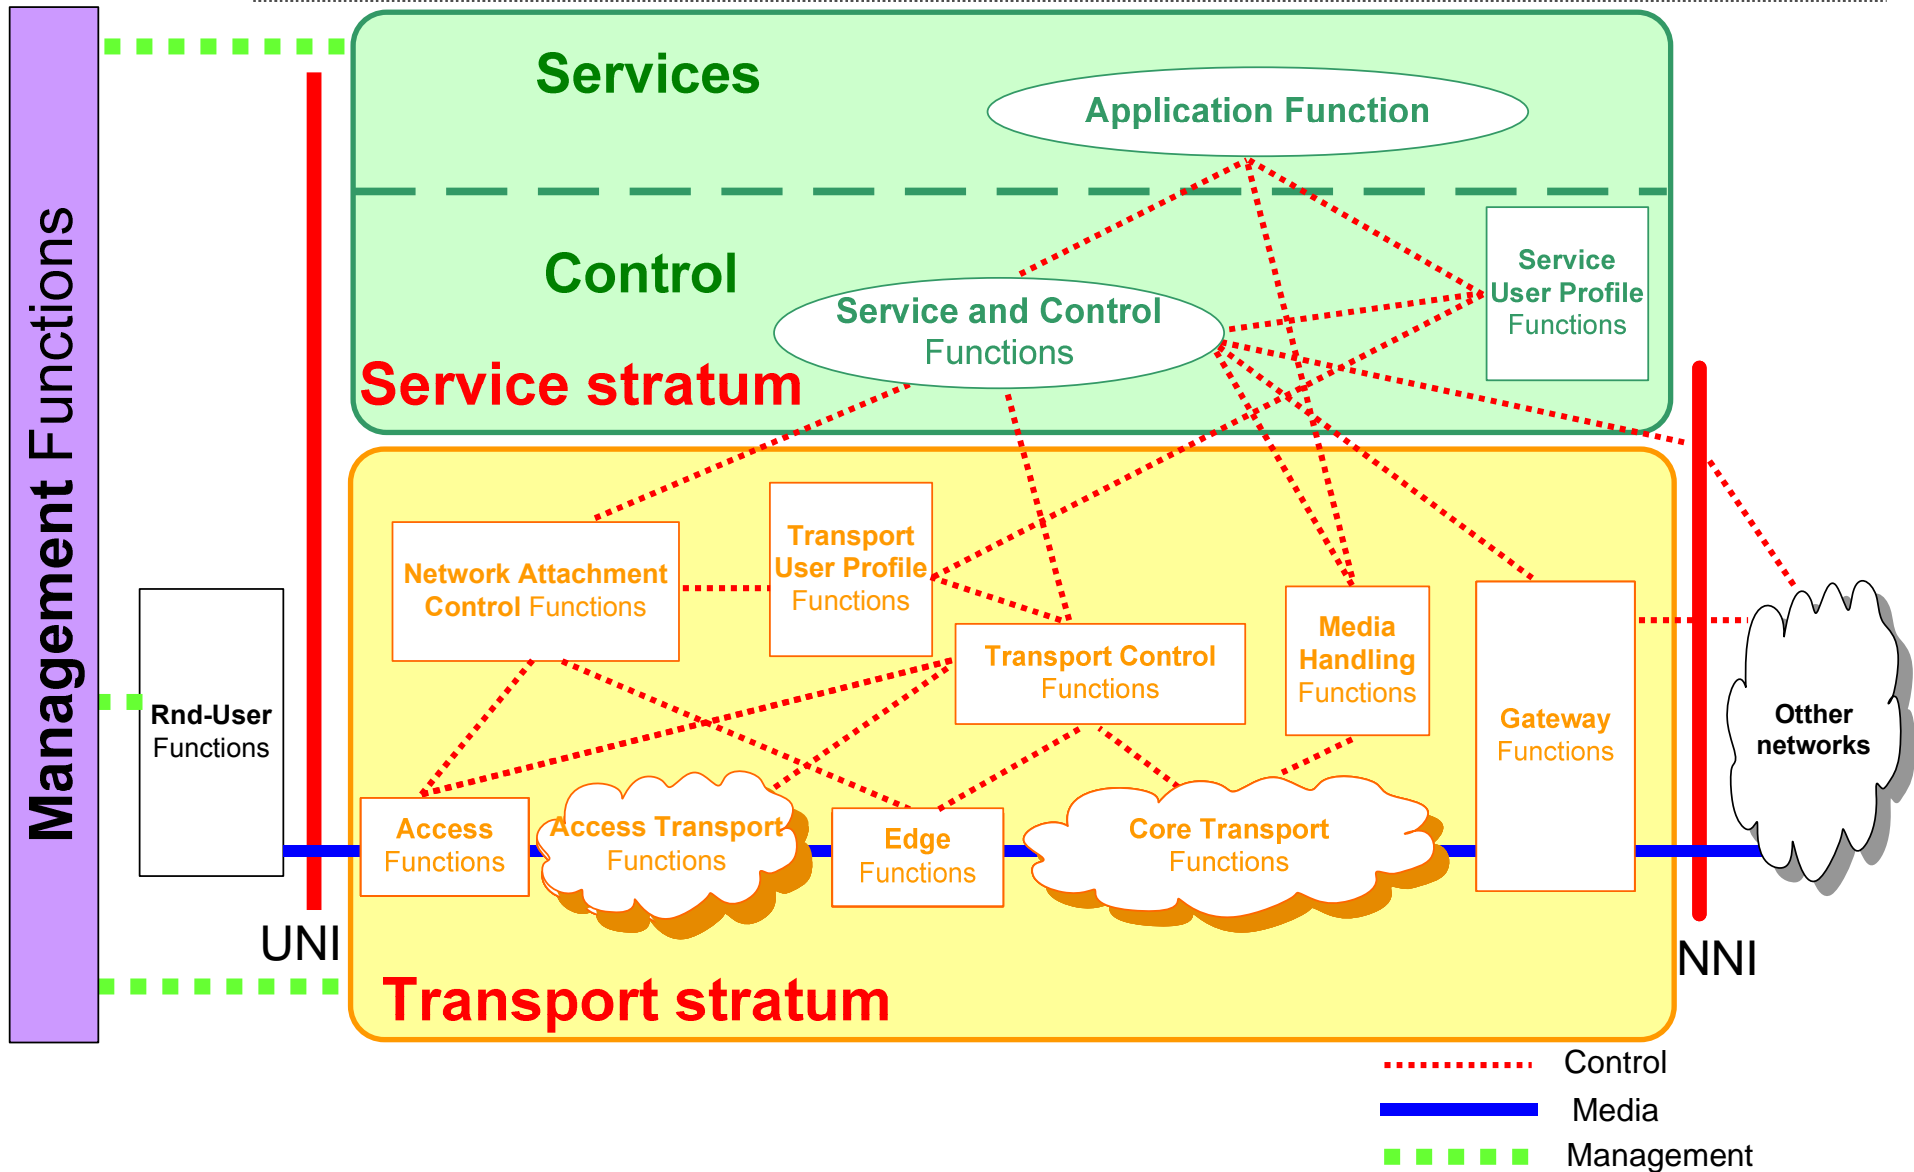 Management Functions
Services
Application Function
Control
Service and Control
Functions
Service
User Profile
Functions
Service stratum
Network Attachment
Control Functions
Transport
User Profile
Functions
Transport Control
Functions
Media
Handling
Functions
Gateway
Functions
Rnd-User
Functions
Otther
networks
Access
Functions
Access Transport
Functions
Edge
Functions
Core Transport
Functions
UNI
NNI
Transport stratum
Control
Media
Management